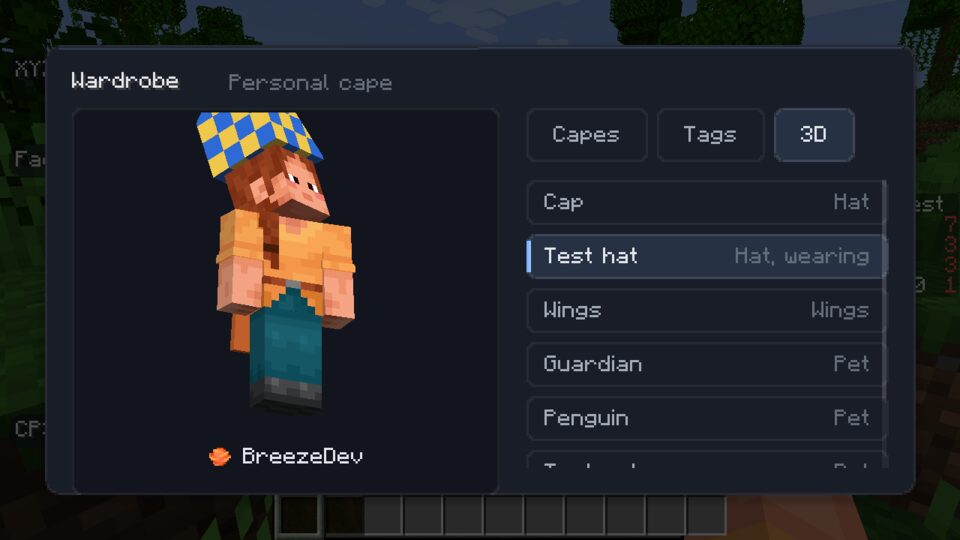 Wardrobe
Personal cape
Capes
Tags
3D
Cap
Hat
Test hat
Hat, wearing
Wings
Wings
Guardian
Pet
Penguin
Pet
BreezeDev